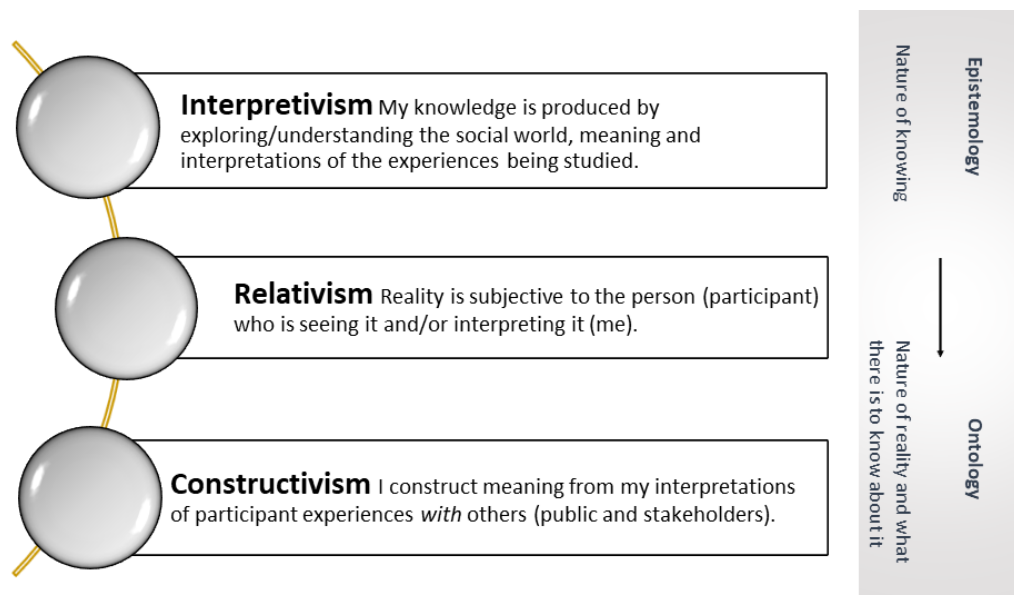 Interpretivism My knowledge is produced by
exploring/understanding the social world, meaning and
interpretations of the experiences being studied.
Relativism Reality is subjective to the person (participant)
who is seeing it and/or interpreting it (me).
Constructivism I construct meaning from my interpretations
of participant experiences with others (public and stakeholders).
Epistemology
Nature of knowing
Ontology
Nature of reality and what
there is to know about it